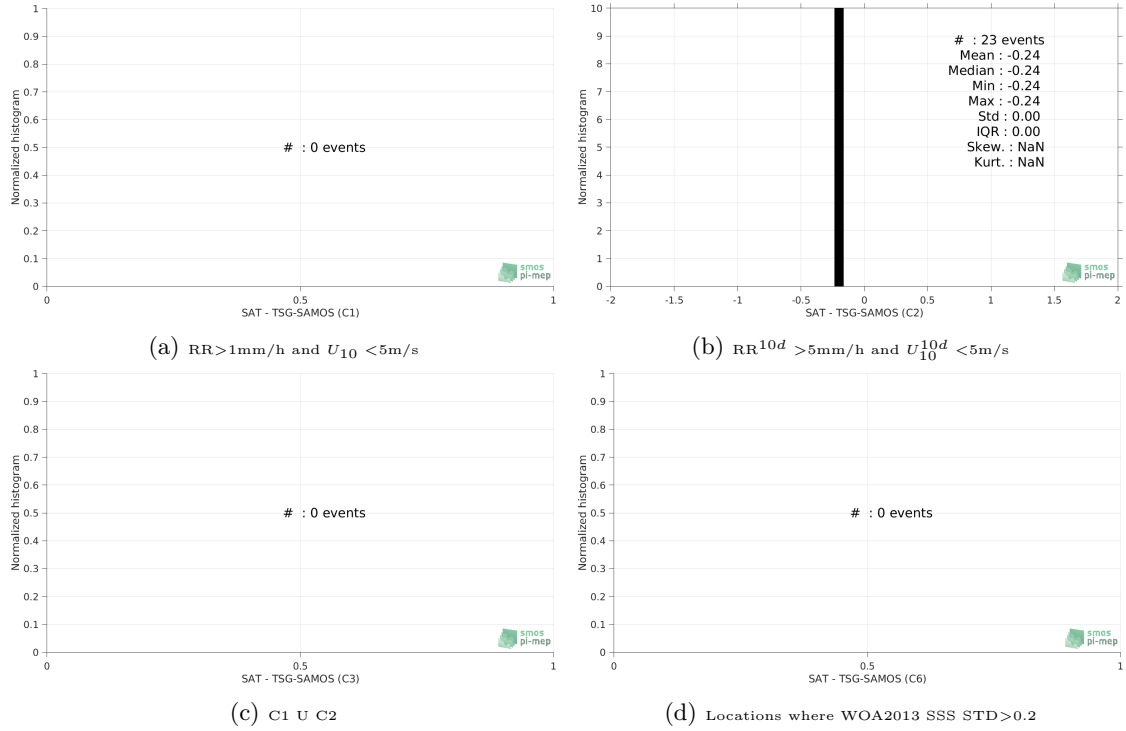 1
0.9
0.8
0.7
0.6
0.5
0.4
0.3
0.2
0.1
0
Normalized histogram
# : 0 events
smos
pi-mep
0 0.5 1
SAT - TSG-SAMOS (C1)
(a) RR>1mm/h and U10 <5m/s
10
9
8
7
6
5
4
3
2
1
0
Normalized histogram
# : 23 events
Mean : -0.24
Median : -0.24
Min : -0.24
Max : -0.24
Std : 0.00
IQR : 0.00
Skew. : NaN
Kurt. : NaN
smos
pi-mep
-2 -1.5 -1 -0.5 0 0.5 1 1.5 2
SAT - TSG-SAMOS (C2)
(b) RR^10d >5mm/h and U10^10d <5m/s
1
0.9
0.8
0.7
0.6
0.5
0.4
0.3
0.2
0.1
0
Normalized histogram
# : 0 events
smos
pi-mep
0 0.5 1
SAT - TSG-SAMOS (C3)
(c) C1 U C2
1
0.9
0.8
0.7
0.6
0.5
0.4
0.3
0.2
0.1
0
Normalized histogram
# : 0 events
smos
pi-mep
0 0.5 1
SAT - TSG-SAMOS (C6)
(d) Locations where WOA2013 SSS STD>0.2